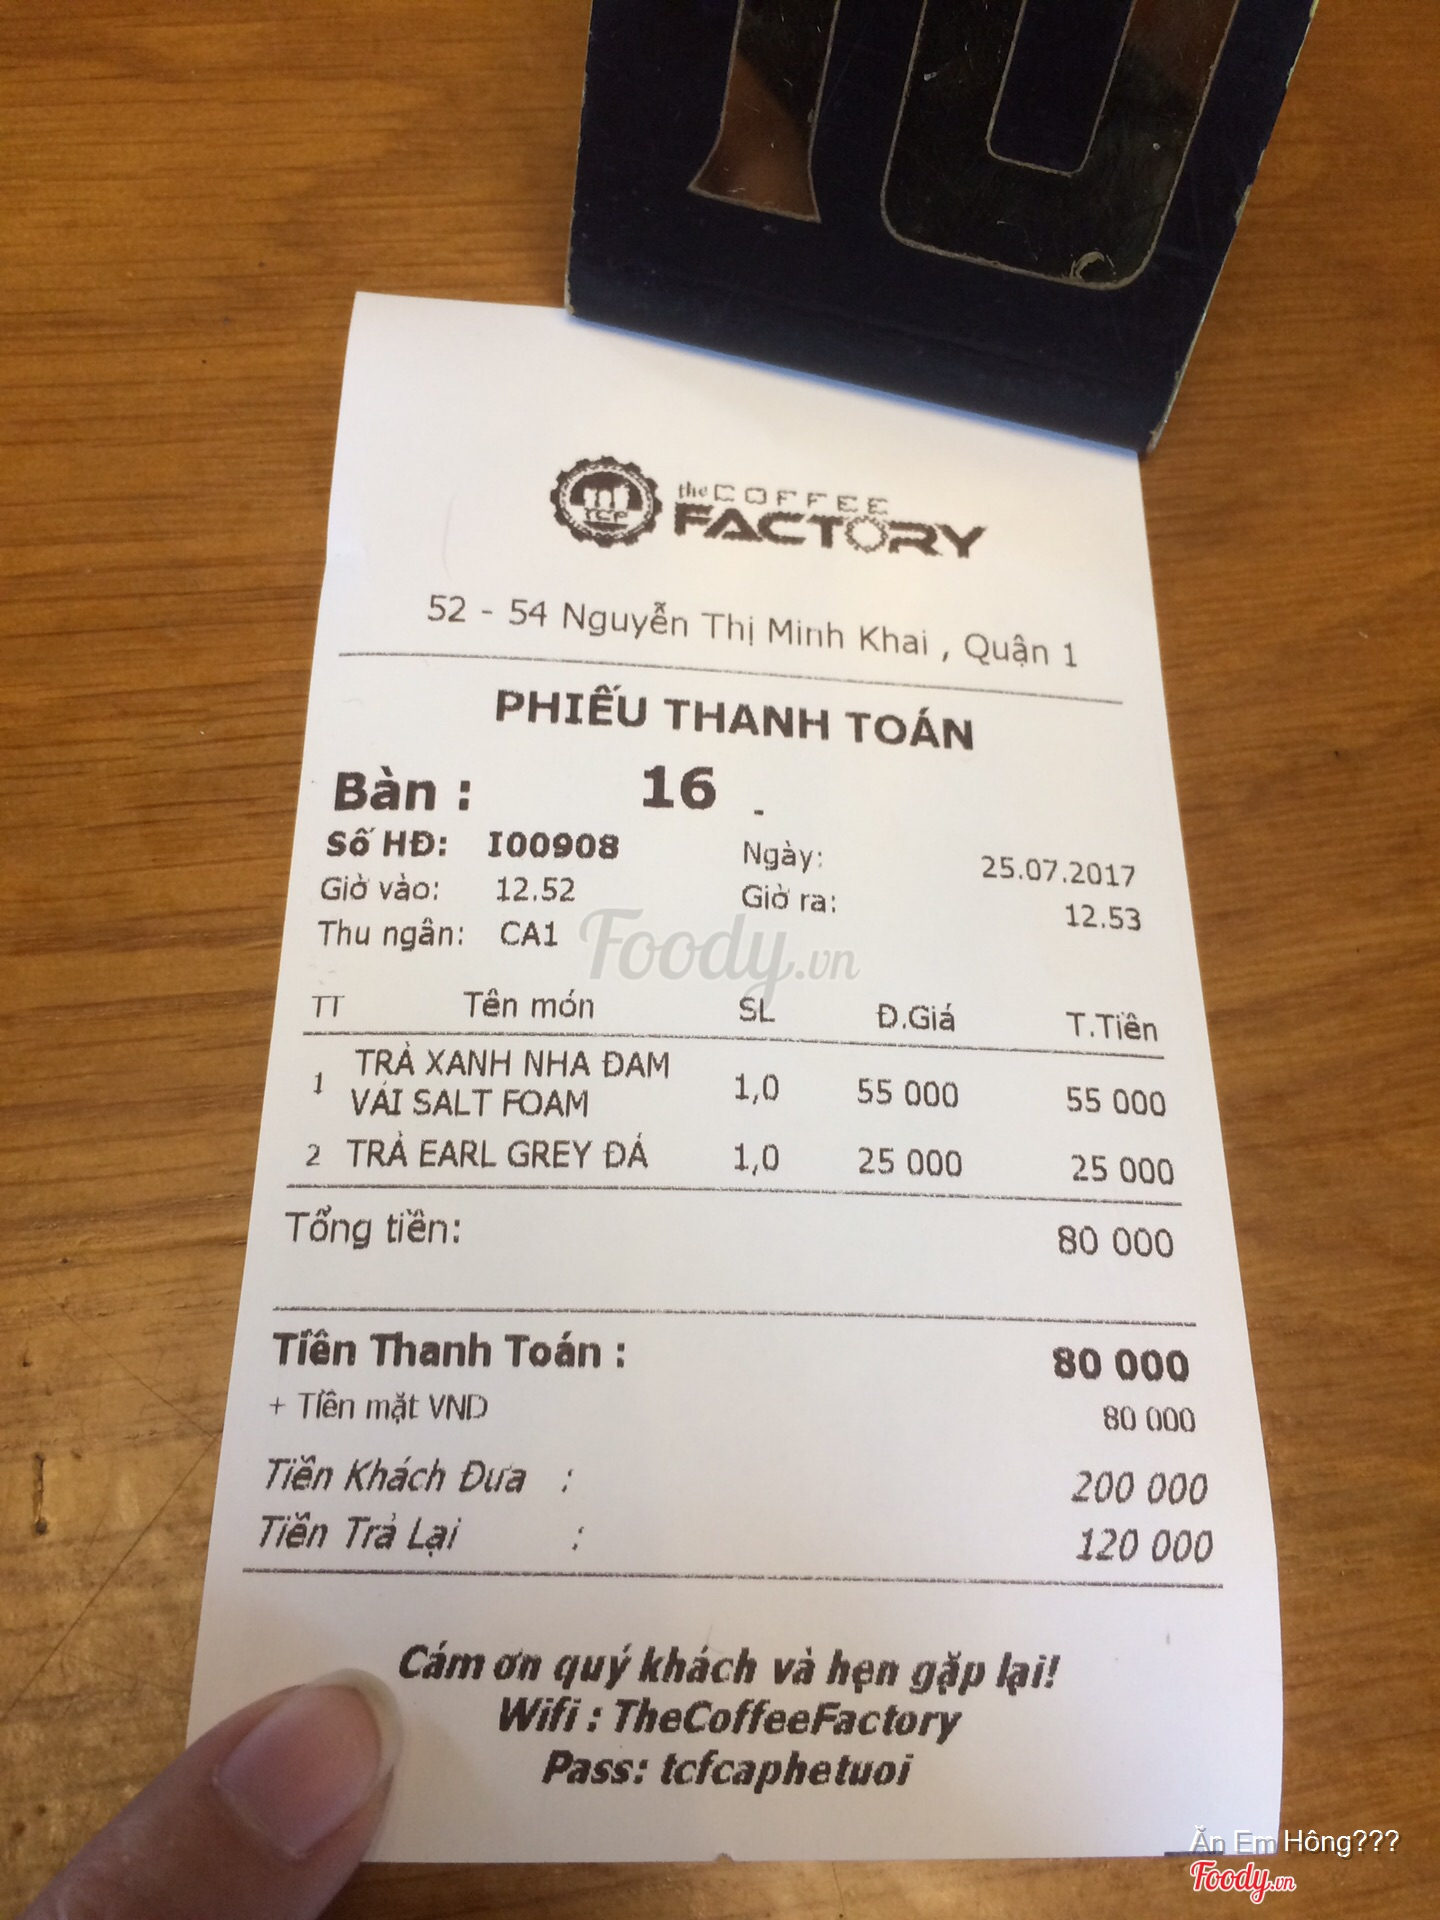 10
TCF
the COFFEE
FACTORY
52 - 54 Nguyễn Thị Minh Khai , Quận 1
PHIẾU THANH TOÁN
Bàn : 16 -
Số HĐ: I00908 Ngày: 25.07.2017
Giờ vào: 12.52 Giờ ra: 12.53
Thu ngân: CA1
Foody.vn
TT Tên món SL Đ.Giá T.Tiền
1 TRÀ XANH NHA ĐAM
VẢI SALT FOAM 1,0 55 000 55 000
2 TRÀ EARL GREY ĐÁ 1,0 25 000 25 000
Tổng tiền: 80 000
Tiền Thanh Toán : 80 000
+ Tiền mặt VND 80 000
Tiền Khách Đưa : 200 000
Tiền Trả Lại : 120 000
Cám ơn quý khách và hẹn gặp lại!
Wifi : TheCoffeeFactory
Pass: tcfcaphetuoi
Ăn Em Hông???
Foody.vn